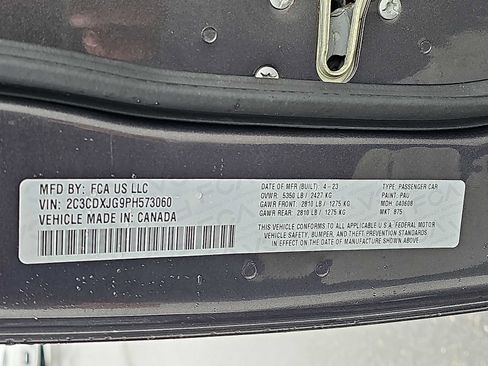 MFD BY: FCA US LLC
VIN: 2C3CDXJG9PH573060
VEHICLE MADE IN: CANADA
DATE OF MFR (BUILT): 4-23
GVWR: 5350 LB / 2427 KG
GAWR FRONT: 2810 LB / 1275 KG
GAWR REAR: 2810 LB / 1275 KG
TYPE: PASSENGER CAR
PAINT: PAU
MDH: 040608
MKT: B75
THIS VEHICLE CONFORMS TO ALL APPLICABLE U.S.A. FEDERAL MOTOR
VEHICLE SAFETY, BUMPER, AND THEFT PREVENTION STANDARDS
IN EFFECT ON THE DATE OF MANUFACTURE SHOWN ABOVE.